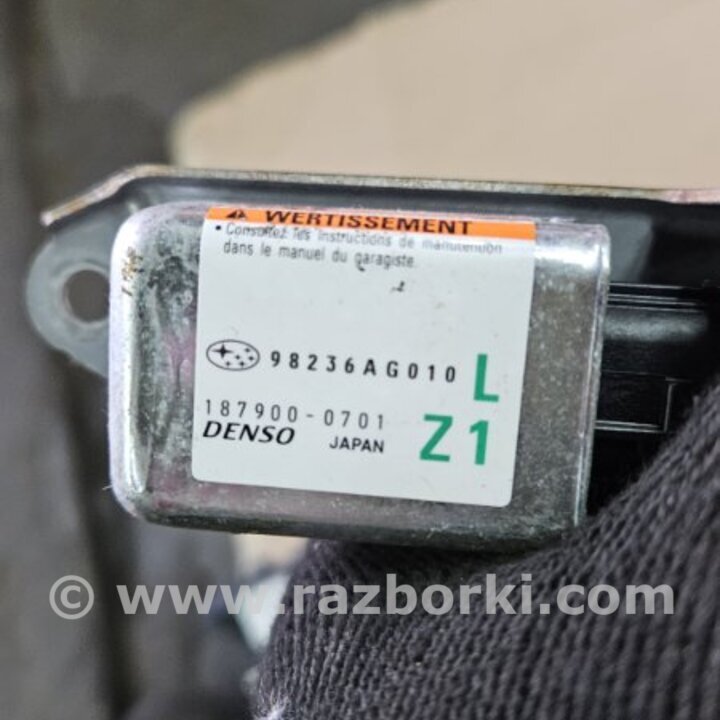 WERTISSEMENT
• Consultez les instructions de manutention
dans le manuel du garagiste.
98236AG010 L
187900-0701
DENSO JAPAN Z1
© www.razborki.com